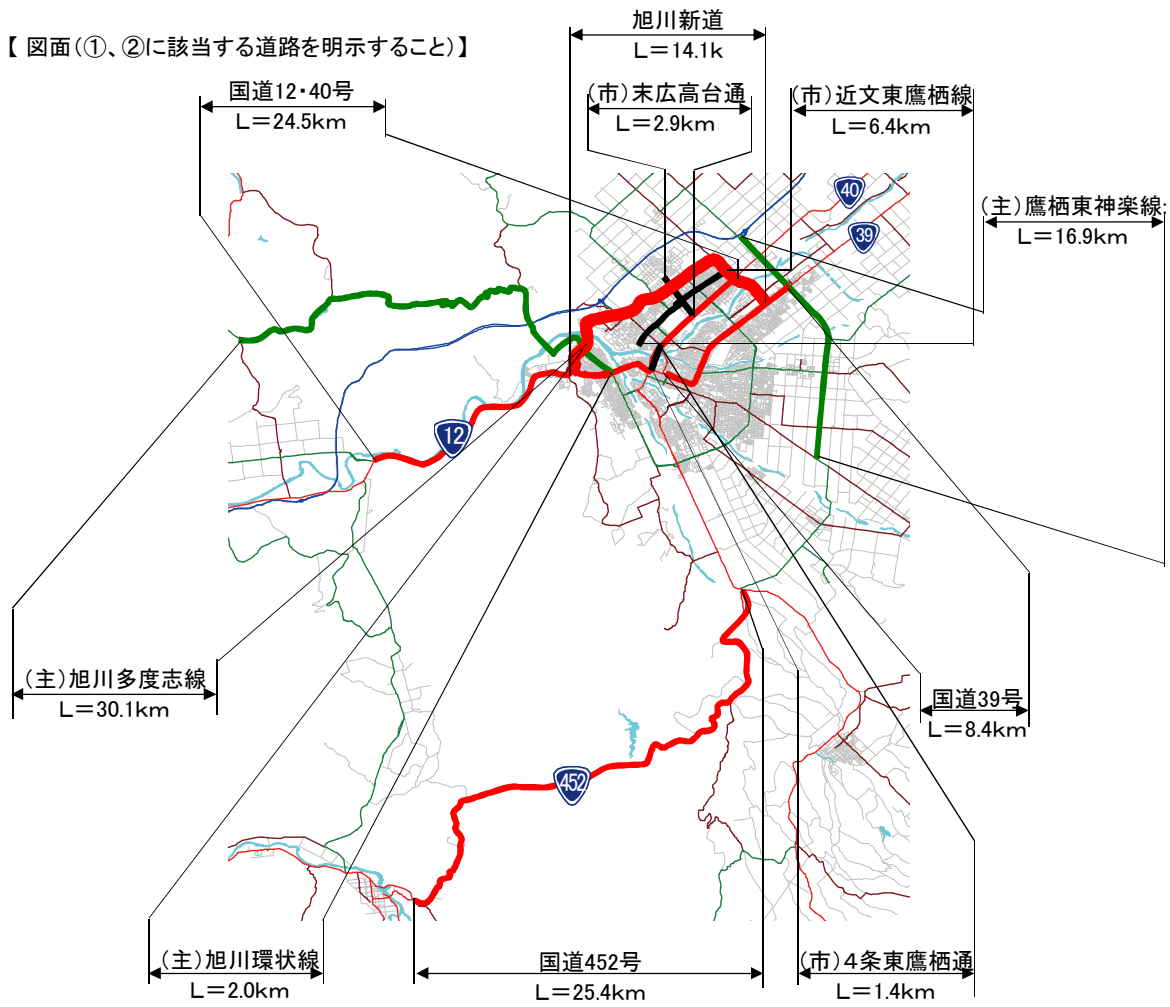 【 図面(①、②に該当する道路を明示すること)】
旭川新道
L=14.1k
国道12・40号
L=24.5km
(市)末広高台通
L=2.9km
(市)近文東鷹栖線
L=6.4km
(主)鷹栖東神楽線
L=16.9km
40
39
12
(主)旭川多度志線
L=30.1km
国道39号
L=8.4km
452
(主)旭川環状線
L=2.0km
国道452号
L=25.4km
(市)4条東鷹栖通
L=1.4km